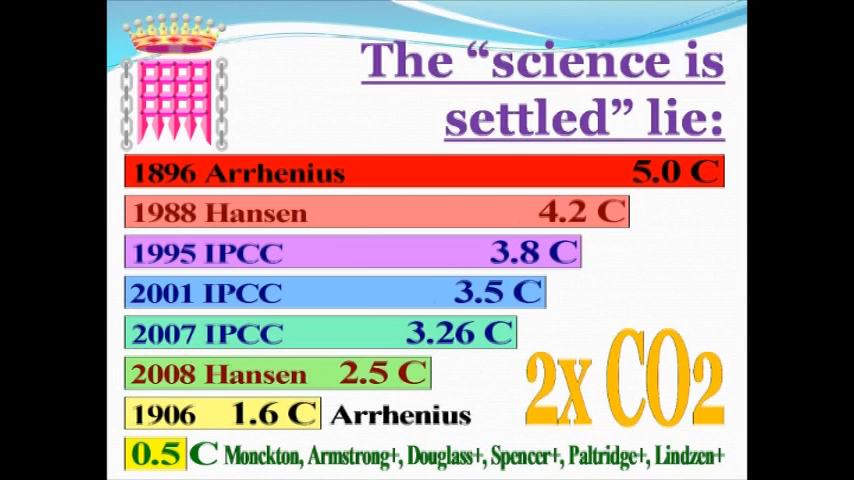 The “science is
settled” lie:
1896 Arrhenius 5.0 C
1988 Hansen 4.2 C
1995 IPCC 3.8 C
2001 IPCC 3.5 C
2007 IPCC 3.26 C
2008 Hansen 2.5 C
1906 1.6 C Arrhenius
2x CO2
0.5 C Monckton, Armstrong+, Douglass+, Spencer+, Paltridge+, Lindzen+